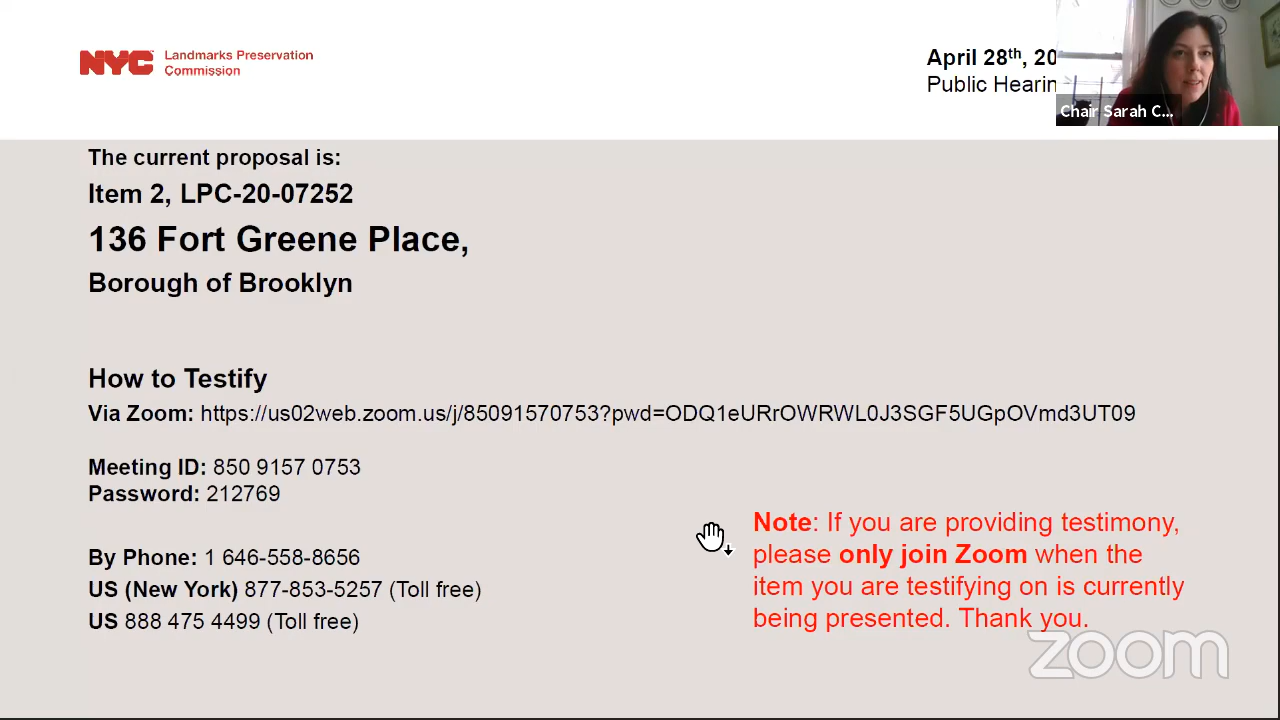 NYC Landmarks Preservation
Commission
April 28th, 20
Public Hearin
Chair Sarah C...
The current proposal is:
Item 2, LPC-20-07252
136 Fort Greene Place,
Borough of Brooklyn
How to Testify
Via Zoom: https://us02web.zoom.us/j/85091570753?pwd=ODQ1eURrOWRWL0J3SGF5UGpOVmd3UT09
Meeting ID: 850 9157 0753
Password: 212769
By Phone: 1 646-558-8656
US (New York) 877-853-5257 (Toll free)
US 888 475 4499 (Toll free)
Note: If you are providing testimony,
please only join Zoom when the
item you are testifying on is currently
being presented. Thank you.
zoom